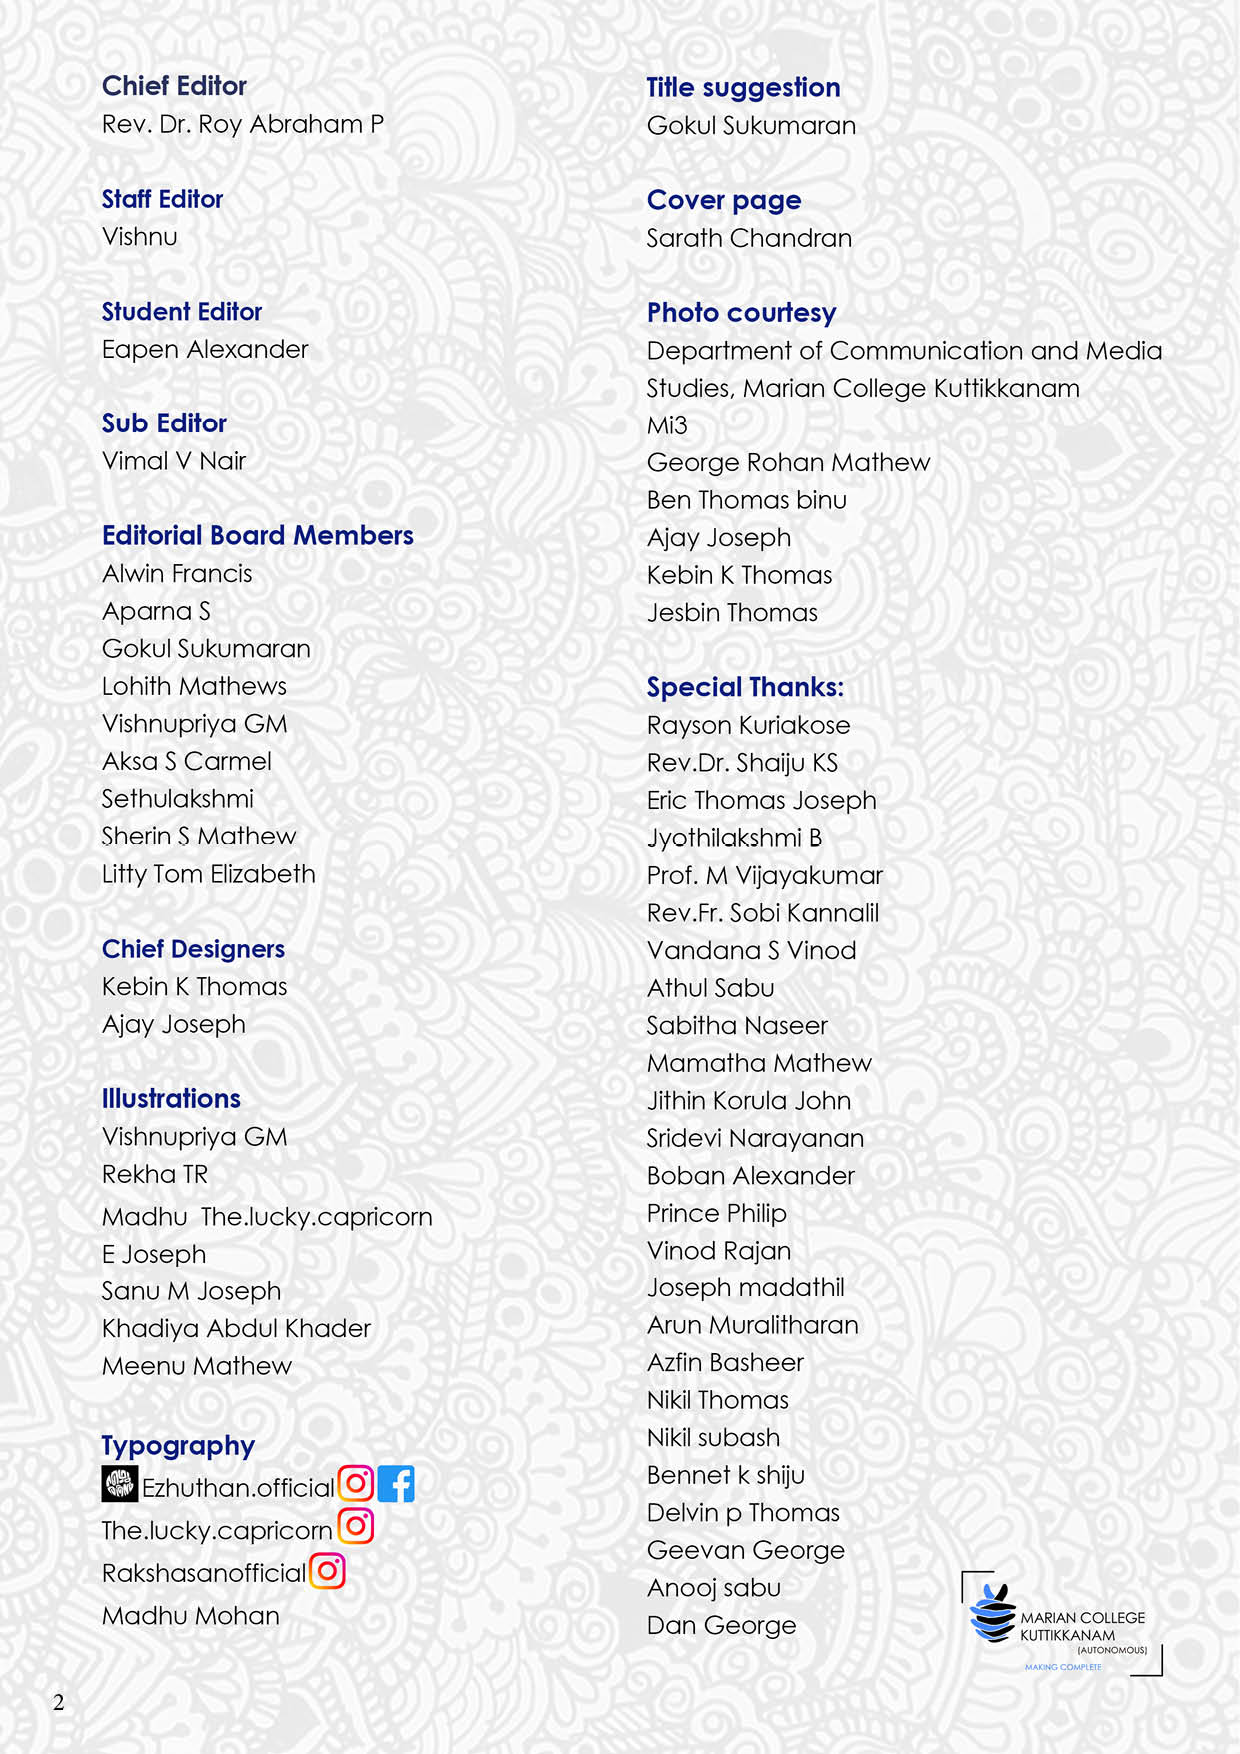 Chief Editor
Rev. Dr. Roy Abraham P
Staff Editor
Vishnu
Student Editor
Eapen Alexander
Sub Editor
Vimal V Nair
Editorial Board Members
Alwin Francis
Aparna S
Gokul Sukumaran
Lohith Mathews
Vishnupriya GM
Aksa S Carmel
Sethulakshmi
Sherin S Mathew
Litty Tom Elizabeth
Chief Designers
Kebin K Thomas
Ajay Joseph
Illustrations
Vishnupriya GM
Rekha TR
Madhu  The.lucky.capricorn
E Joseph
Sanu M Joseph
Khadiya Abdul Khader
Meenu Mathew
Typography
Ezhuthan.official
The.lucky.capricorn
Rakshasanofficial
Madhu Mohan
Title suggestion
Gokul Sukumaran
Cover page
Sarath Chandran
Photo courtesy
Department of Communication and Media
Studies, Marian College Kuttikkanam
Mi3
George Rohan Mathew
Ben Thomas binu
Ajay Joseph
Kebin K Thomas
Jesbin Thomas
Special Thanks:
Rayson Kuriakose
Rev.Dr. Shaiju KS
Eric Thomas Joseph
Jyothilakshmi B
Prof. M Vijayakumar
Rev.Fr. Sobi Kannalil
Vandana S Vinod
Athul Sabu
Sabitha Naseer
Mamatha Mathew
Jithin Korula John
Sridevi Narayanan
Boban Alexander
Prince Philip
Vinod Rajan
Joseph madathil
Arun Muralitharan
Azfin Basheer
Nikil Thomas
Nikil subash
Bennet k shiju
Delvin p Thomas
Geevan George
Anooj sabu
Dan George
MARIAN COLLEGE
KUTTIKKANAM
(AUTONOMOUS)
MAKING COMPLETE
2